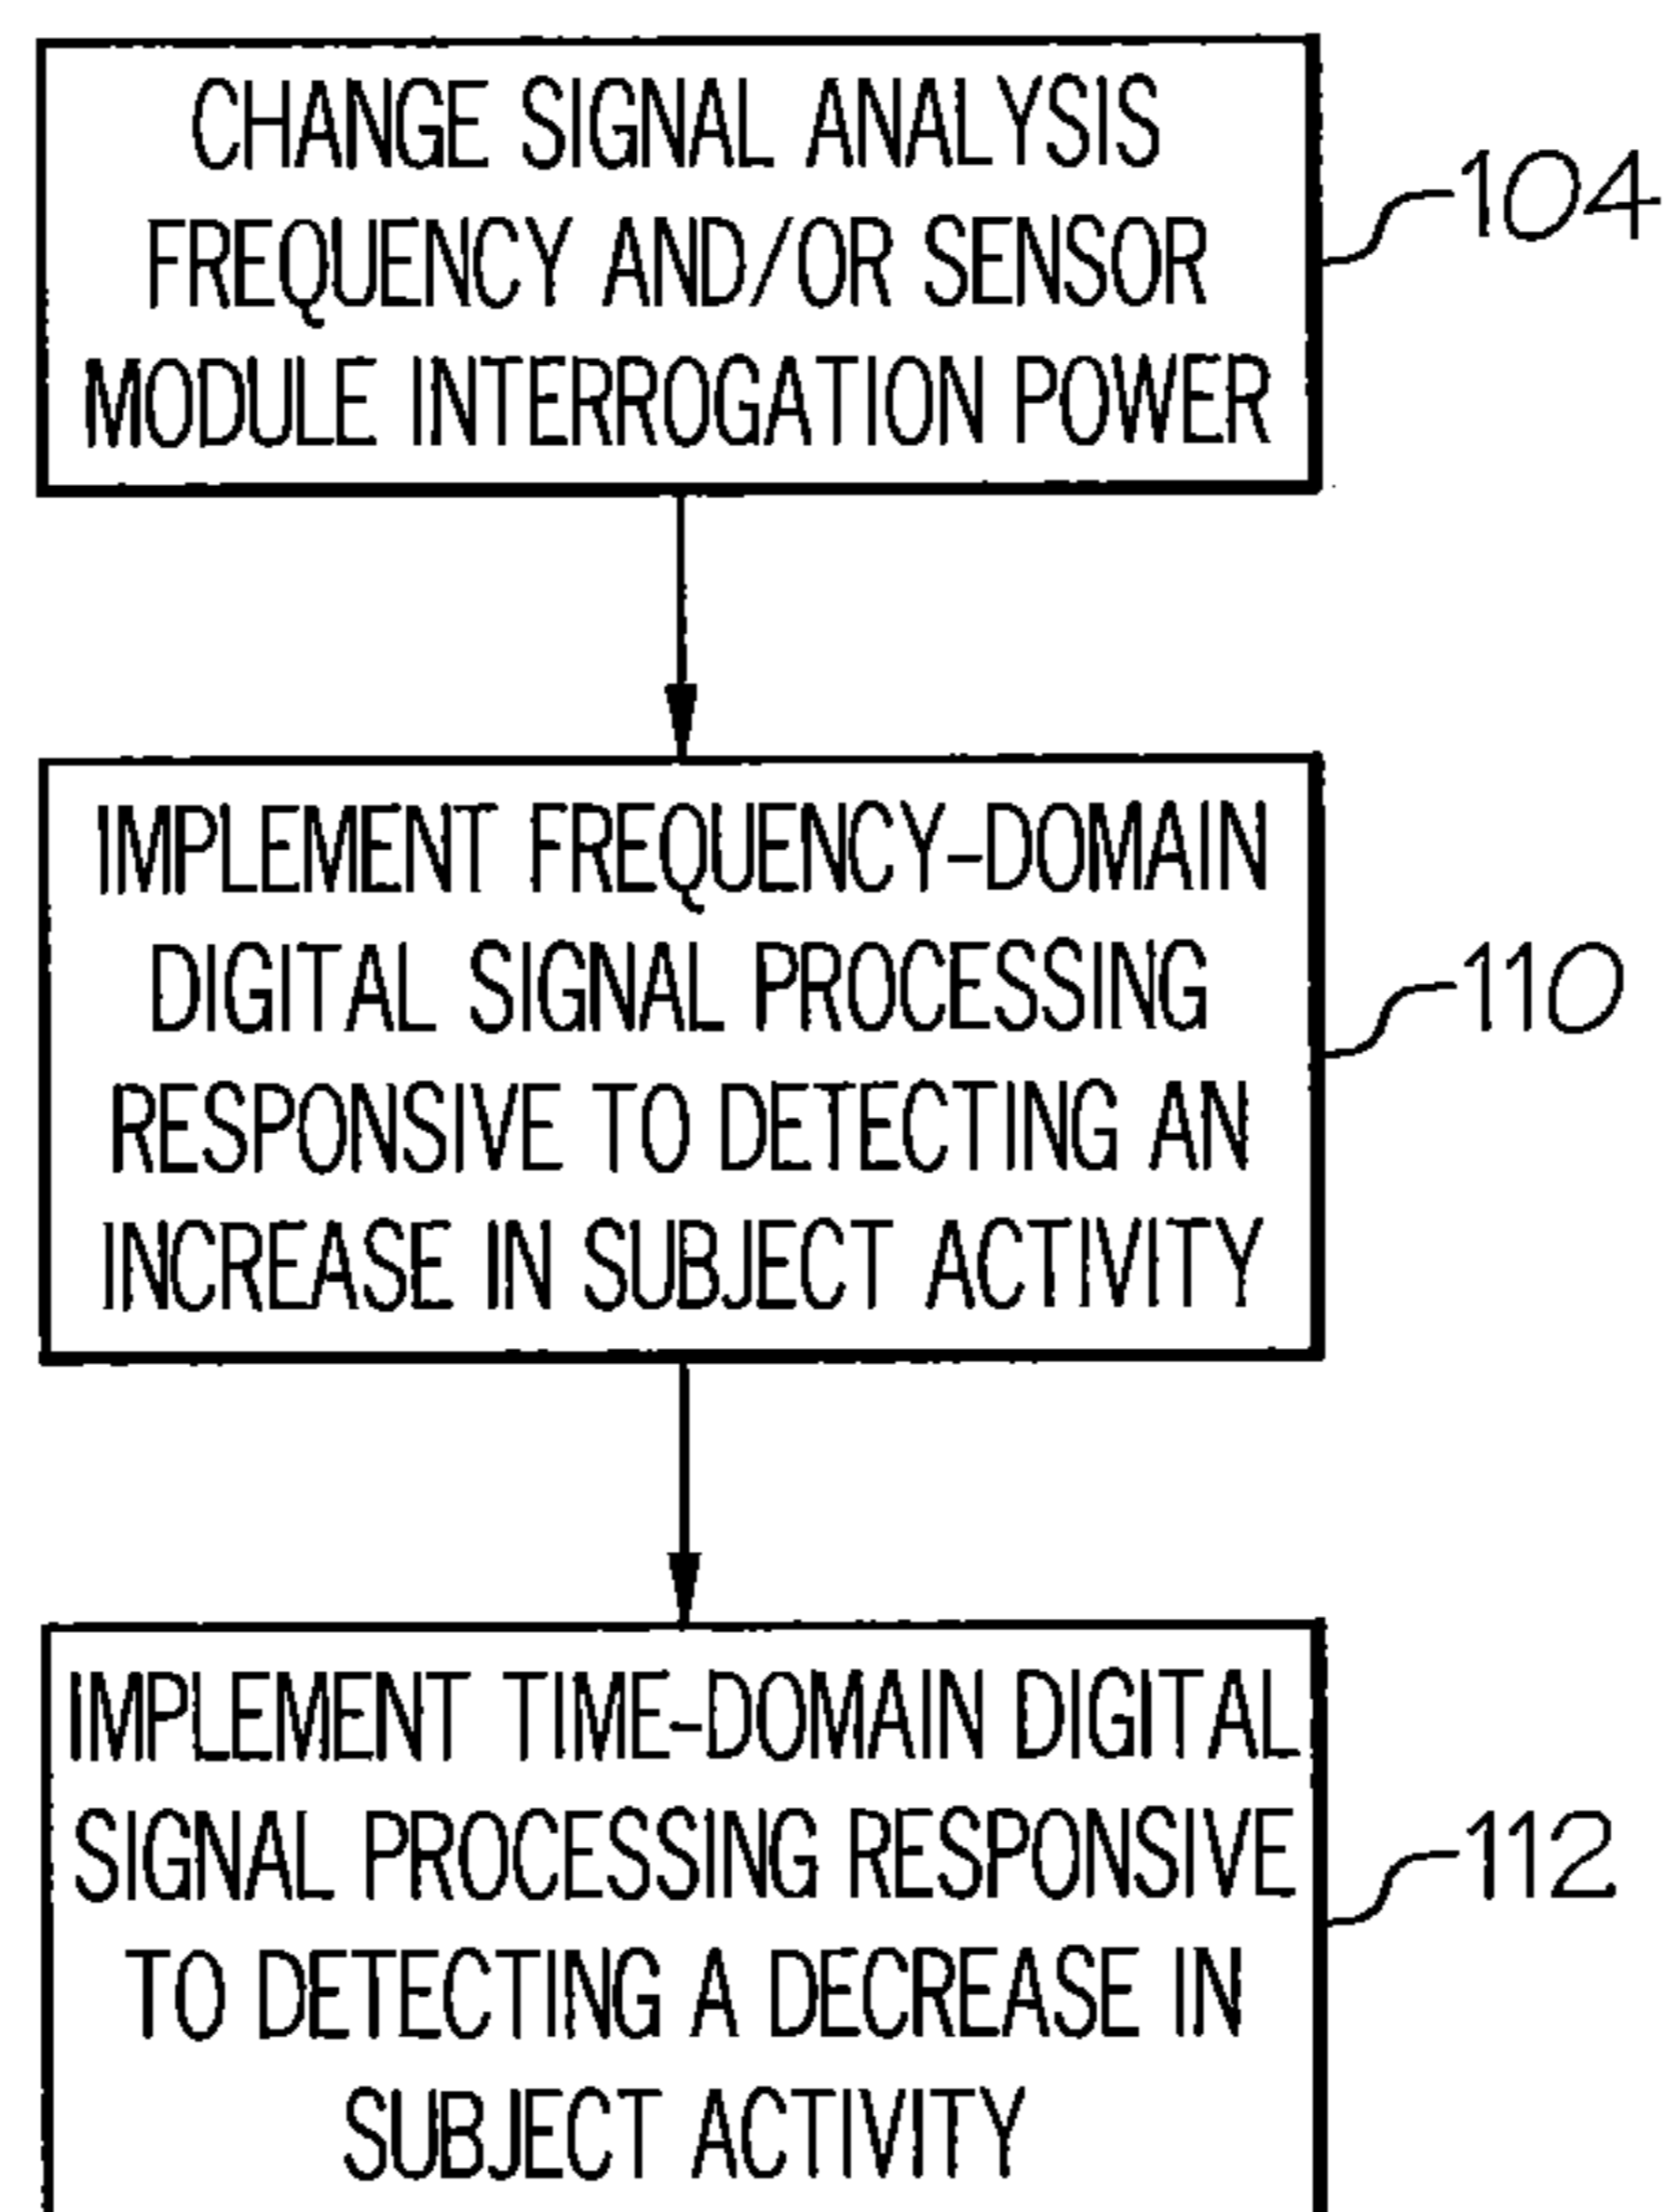 CHANGE SIGNAL ANALYSIS
FREQUENCY AND/OR SENSOR
MODULE INTERROGATION POWER
104
IMPLEMENT FREQUENCY-DOMAIN
DIGITAL SIGNAL PROCESSING
RESPONSIVE TO DETECTING AN
INCREASE IN SUBJECT ACTIVITY
110
IMPLEMENT TIME-DOMAIN DIGITAL
SIGNAL PROCESSING RESPONSIVE
TO DETECTING A DECREASE IN
SUBJECT ACTIVITY
112